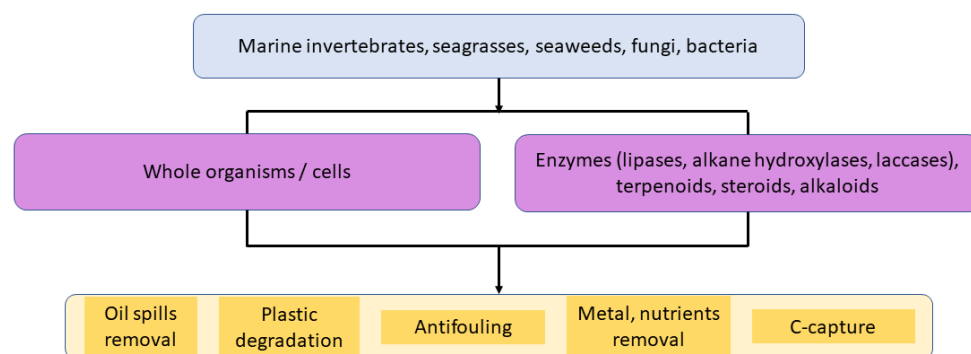 Marine invertebrates, seagrasses, seaweeds, fungi, bacteria
Whole organisms / cells
Enzymes (lipases, alkane hydroxylases, laccases),
terpenoids, steroids, alkaloids
Oil spills
removal
Plastic
degradation
Antifouling
Metal, nutrients
removal
C-capture